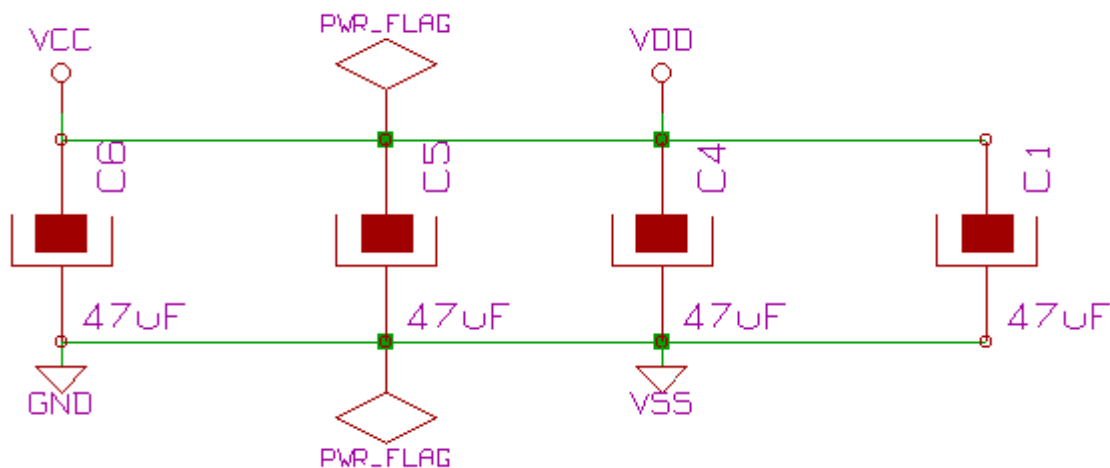 PWR_FLAG
VCC
VDD
C6
C5
C4
C1
47uF
47uF
47uF
47uF
GND
VSS
PWR_FLAG